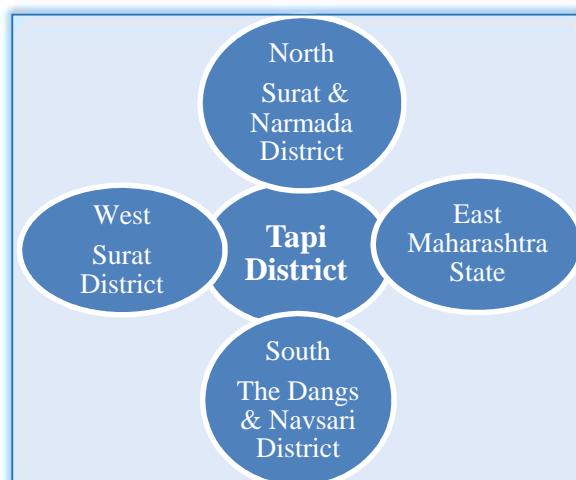 North
Surat &
Narmada
District
West
Surat
District
Tapi
District
East
Maharashtra
State
South
The Dangs
& Navsari
District